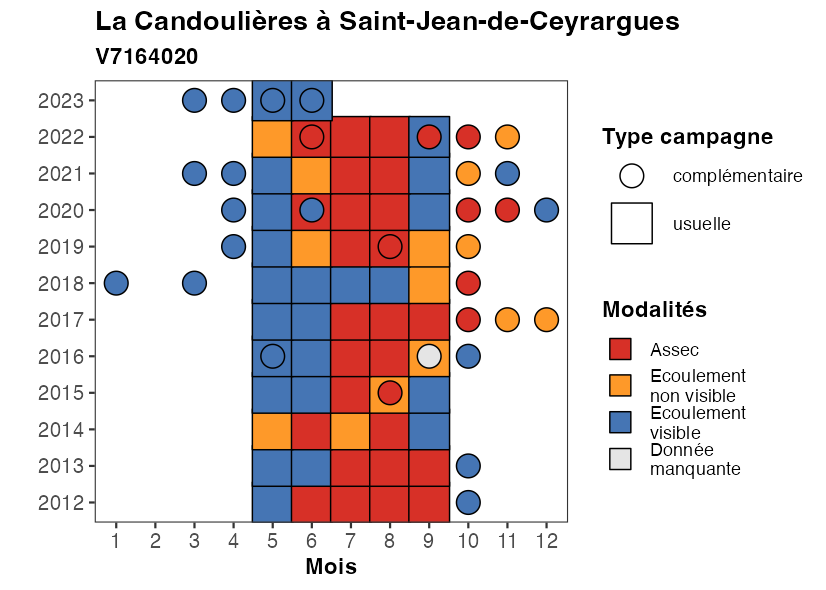 La Candoulières à Saint-Jean-de-Ceyrargues
V7164020
2023
2022
2021
2020
2019
2018
2017
2016
2015
2014
2013
2012
1 2 3 4 5 6 7 8 9 10 11 12
Mois
Type campagne
complémentaire
usuelle
Modalités
Assec
Ecoulement
non visible
Ecoulement
visible
Donnée
manquante